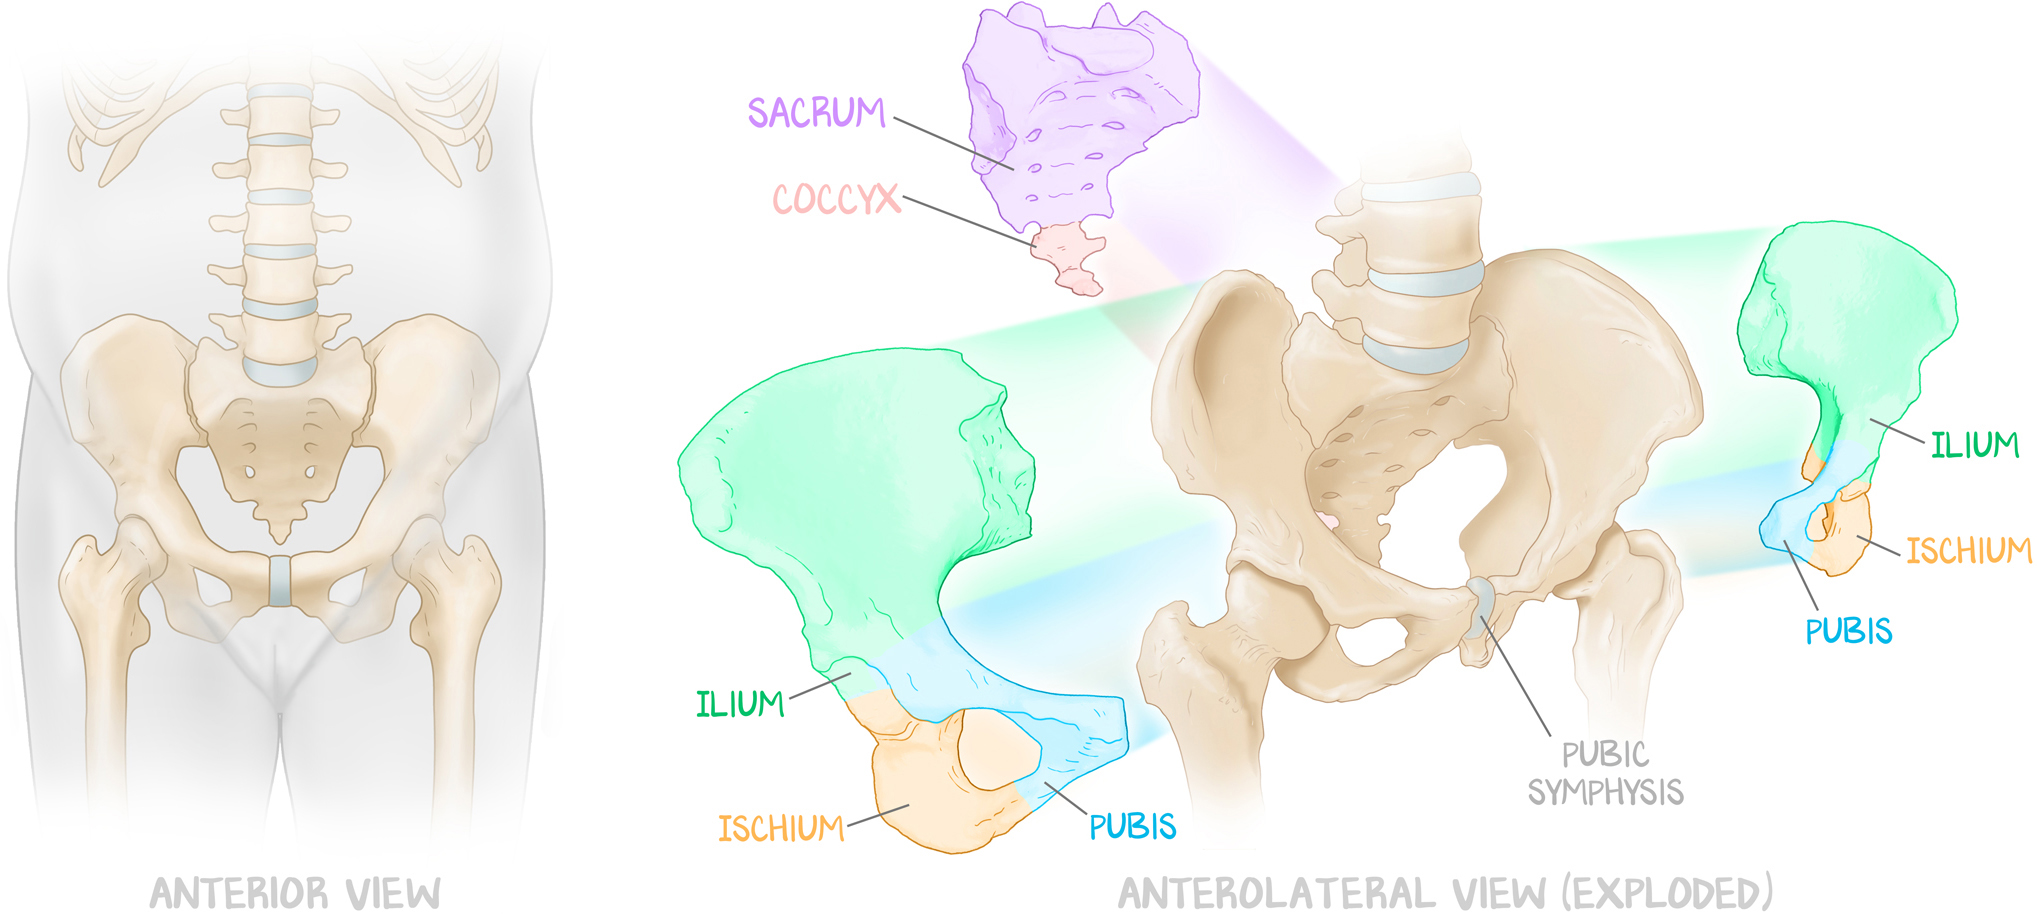 SACRUM
COCCYX
ILIUM
ISCHIUM
PUBIS
ILIUM
ISCHIUM
PUBIS
PUBIC
SYMPHYSIS
ANTERIOR VIEW
ANTEROLATERAL VIEW (EXPLODED)